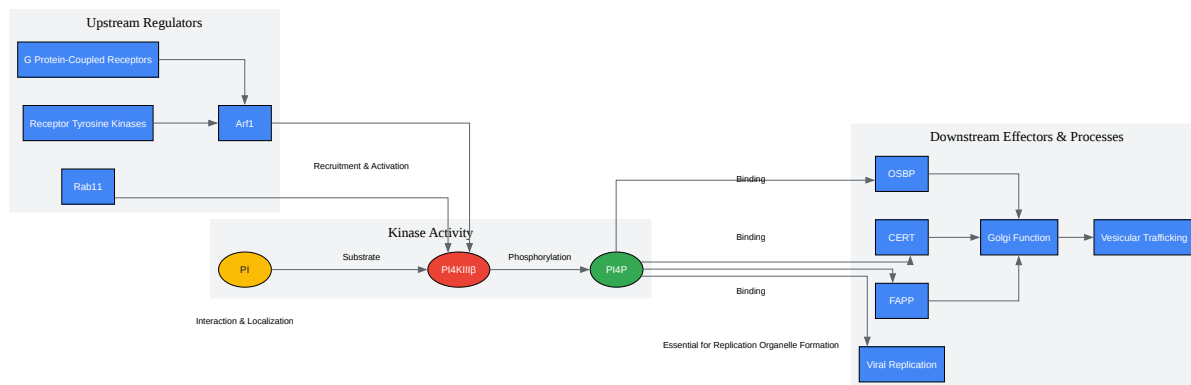 Upstream Regulators
G Protein-Coupled Receptors
Receptor Tyrosine Kinases
Arf1
Rab11
Recruitment & Activation
Kinase Activity
PI
Substrate
PI4KIIIβ
Phosphorylation
PI4P
Interaction & Localization
Binding
Binding
Binding
Essential for Replication Organelle Formation
Downstream Effectors & Processes
OSBP
CERT
Golgi Function
Vesicular Trafficking
FAPP
Viral Replication